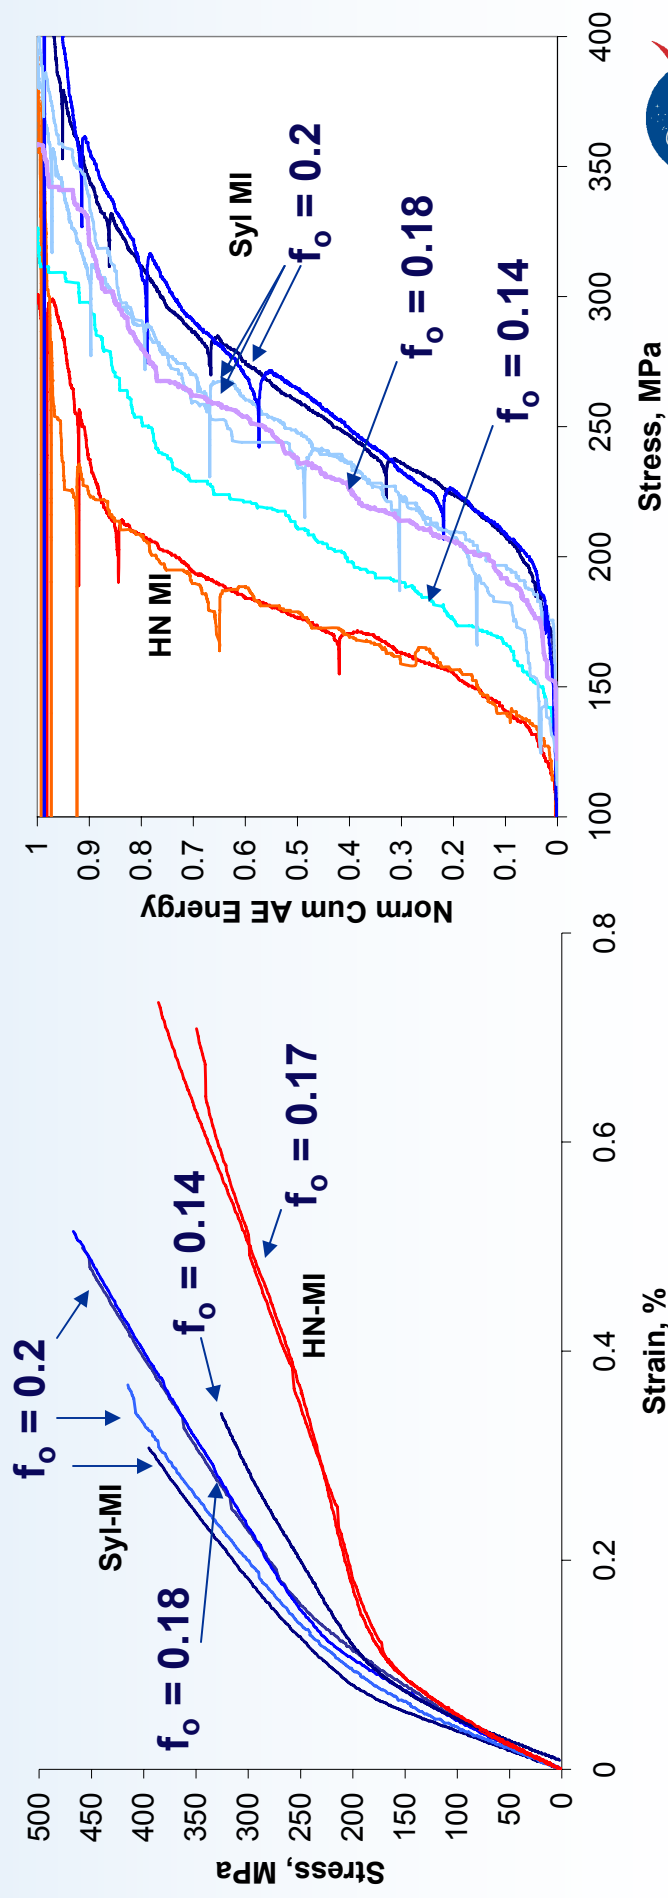 500
450
400
350
300
250
200
150
100
50
0
Stress, MPa
0
0.2
0.4
0.6
0.8
Strain, %
fo = 0.2
Syl-MI
fo = 0.18
fo = 0.14
HN-MI
fo = 0.17
1
0.9
0.8
0.7
0.6
0.5
0.4
0.3
0.2
0.1
0
Norm Cum AE Energy
100
150
200
250
300
350
400
Stress, MPa
HN MI
Syl MI
fo = 0.2
fo = 0.18
fo = 0.14